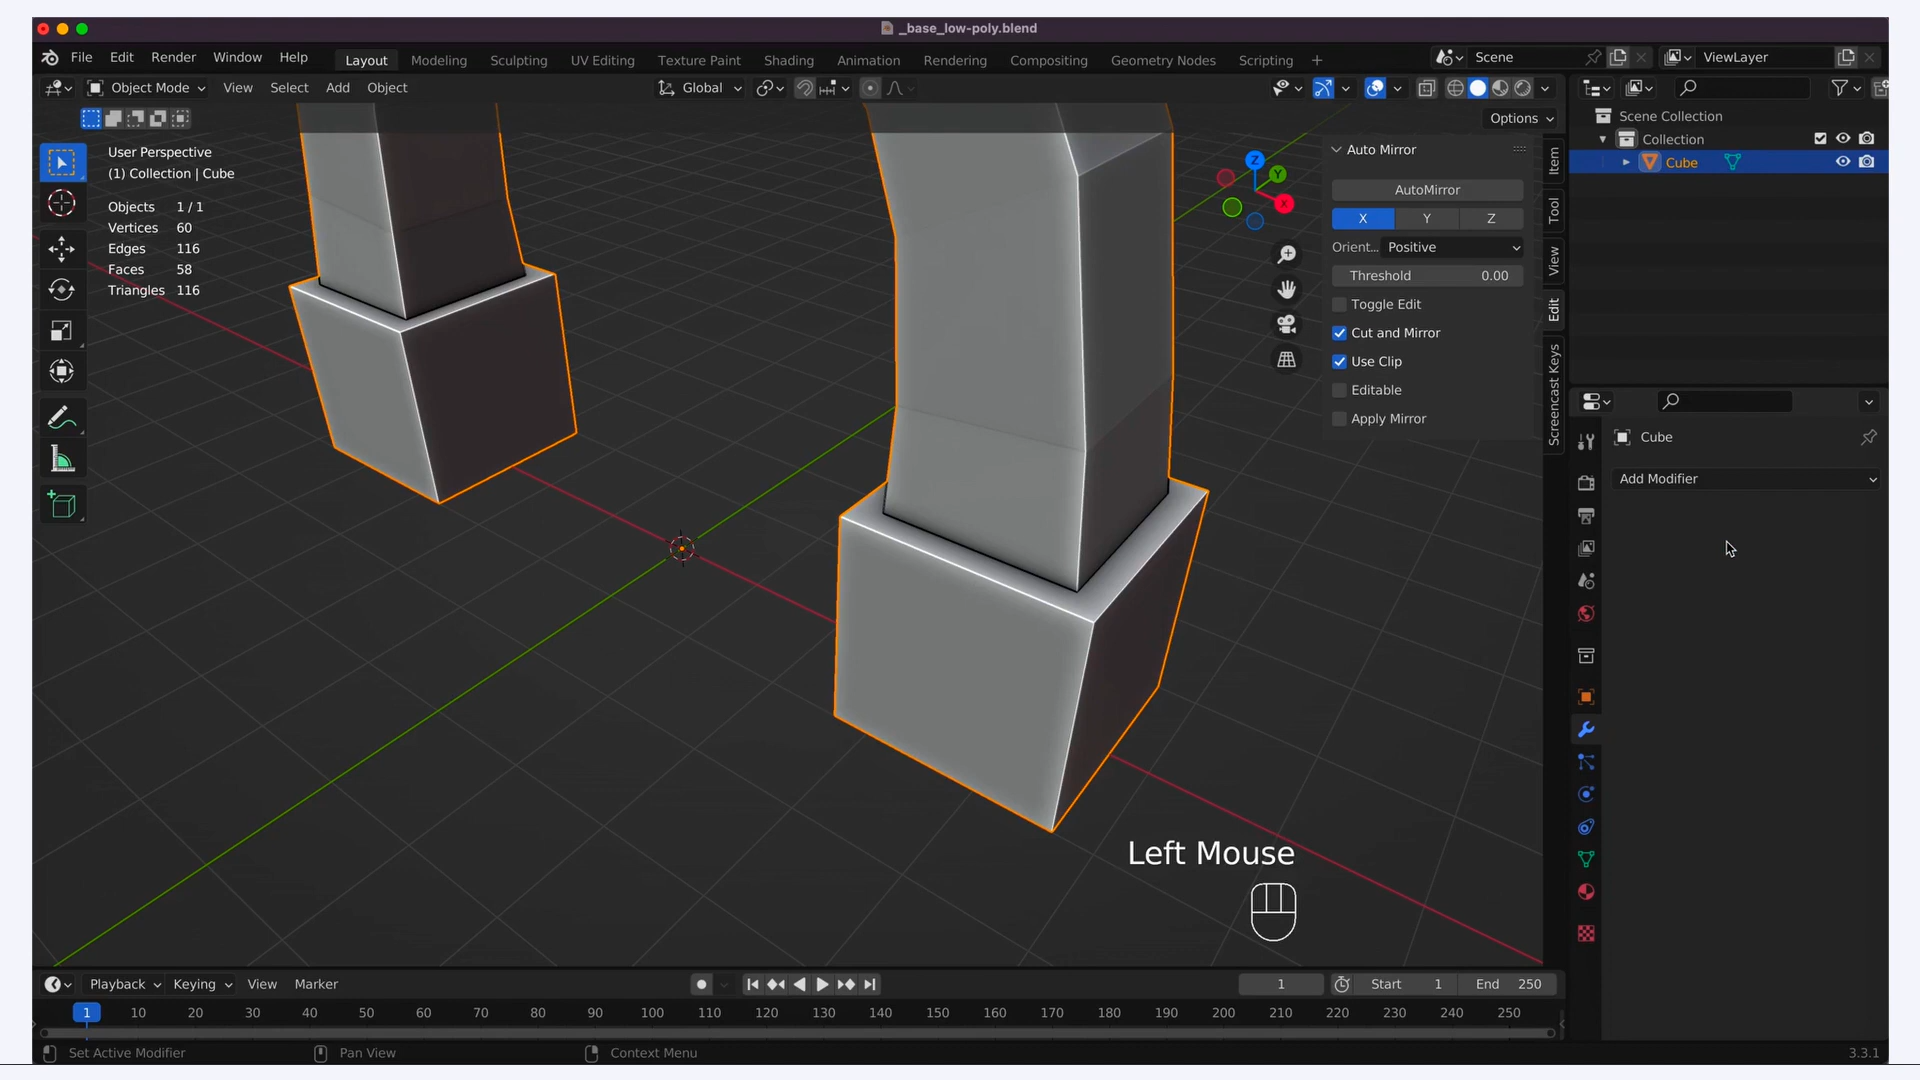 _base_low-poly.blend
File Edit Render Window Help Layout Modeling Sculpting UV Editing Texture Paint Shading Animation Rendering Compositing Geometry Nodes Scripting + Scene ViewLayer
Object Mode View Select Add Object Global
Options
User Perspective
(1) Collection | Cube
Objects 1 / 1
Vertices 60
Edges 116
Faces 58
Triangles 116
Z
Y
X
Auto Mirror
AutoMirror
X Y Z
Orient... Positive
Threshold 0.00
Toggle Edit
Cut and Mirror
Use Clip
Editable
Apply Mirror
Item
Tool
View
Edit
Screencast Keys
Scene Collection
Collection
Cube
Cube
Add Modifier
Left Mouse
Playback Keying View Marker 1 Start 1 End 250
1 10 20 30 40 50 60 70 80 90 100 110 120 130 140 150 160 170 180 190 200 210 220 230 240 250
Set Active Modifier Pan View Context Menu 3.3.1